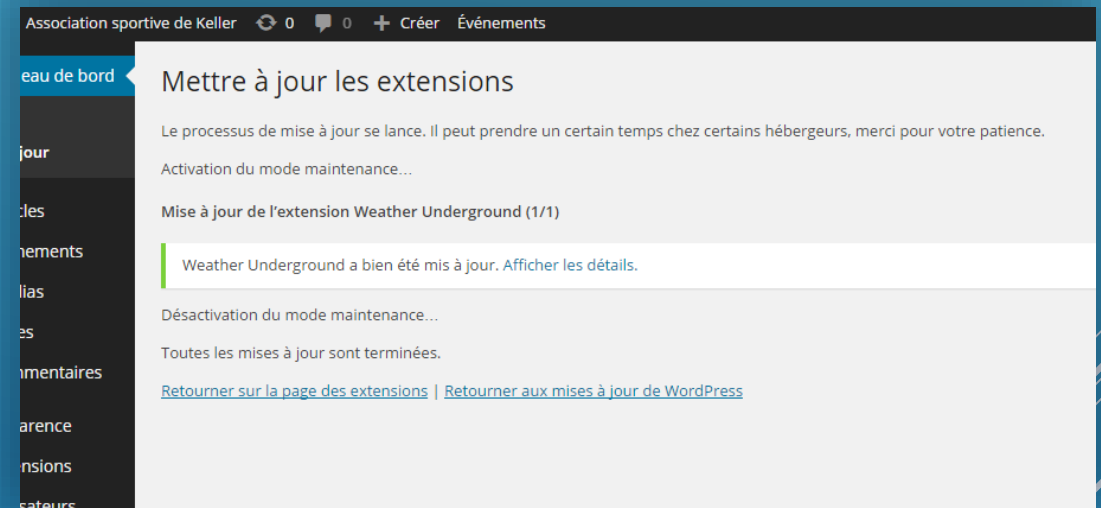 Association sportive de Keller 0 0 + Créer Événements
eau de bord
Mettre à jour les extensions
Le processus de mise à jour se lance. Il peut prendre un certain temps chez certains hébergeurs, merci pour votre patience.
jour
Activation du mode maintenance…
cles
Mise à jour de l’extension Weather Underground (1/1)
nements
Weather Underground a bien été mis à jour. Afficher les détails.
lias
Désactivation du mode maintenance…
es
Toutes les mises à jour sont terminées.
mmentaires
Retourner sur la page des extensions | Retourner aux mises à jour de WordPress
arence
nsions
sateurs